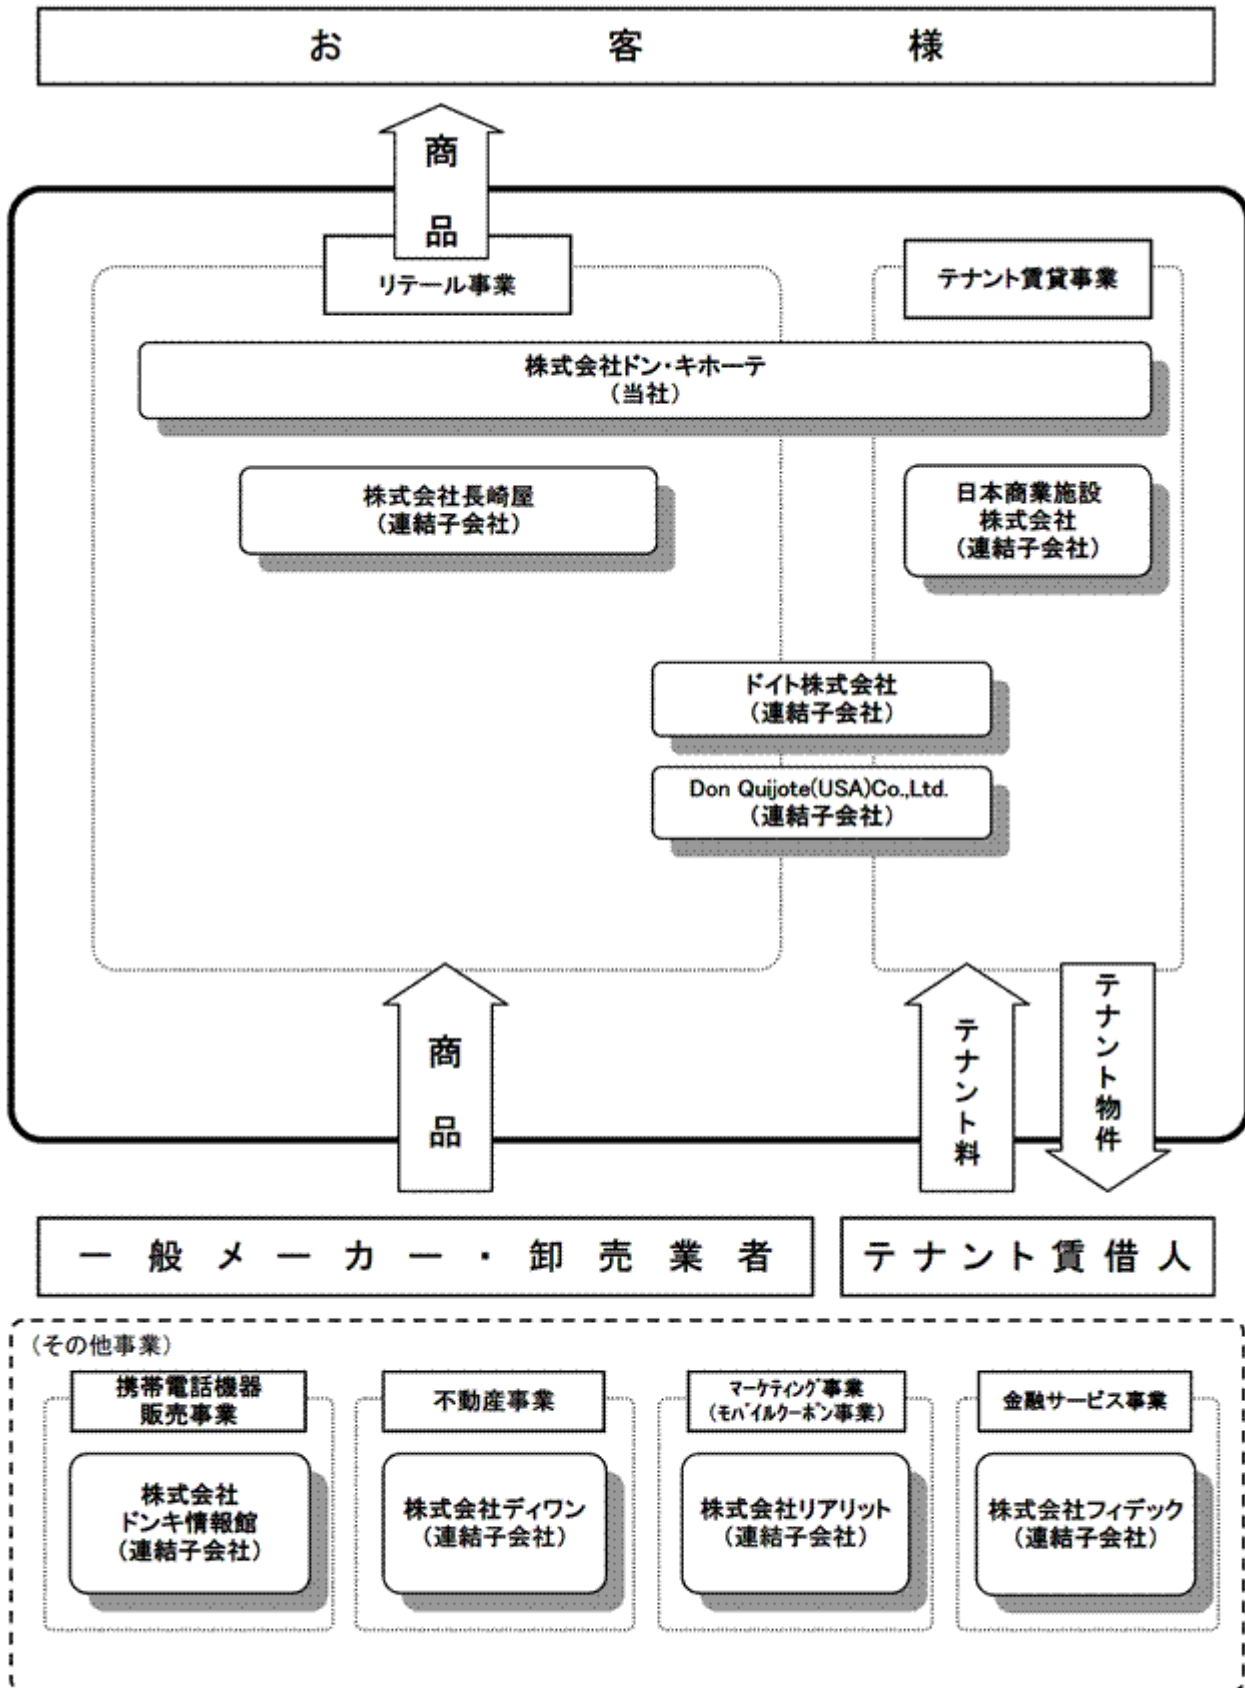 お客様
商品
リテール事業
テナント賃貸事業
株式会社ドン・キホーテ
(当社)
株式会社長崎屋
(連結子会社)
日本商業施設
株式会社
(連結子会社)
ドイト株式会社
(連結子会社)
Don Quijote(USA)Co.,Ltd.
(連結子会社)
商品
テナント料
テナント物件
一般メーカー・卸売業者
テナント賃借人
(その他事業)
携帯電話機器
販売事業
株式会社
ドンキ情報館
(連結子会社)
不動産事業
株式会社ディワン
(連結子会社)
マーケティング事業
(モバイルクーポン事業)
株式会社リアリット
(連結子会社)
金融サービス事業
株式会社フィデック
(連結子会社)